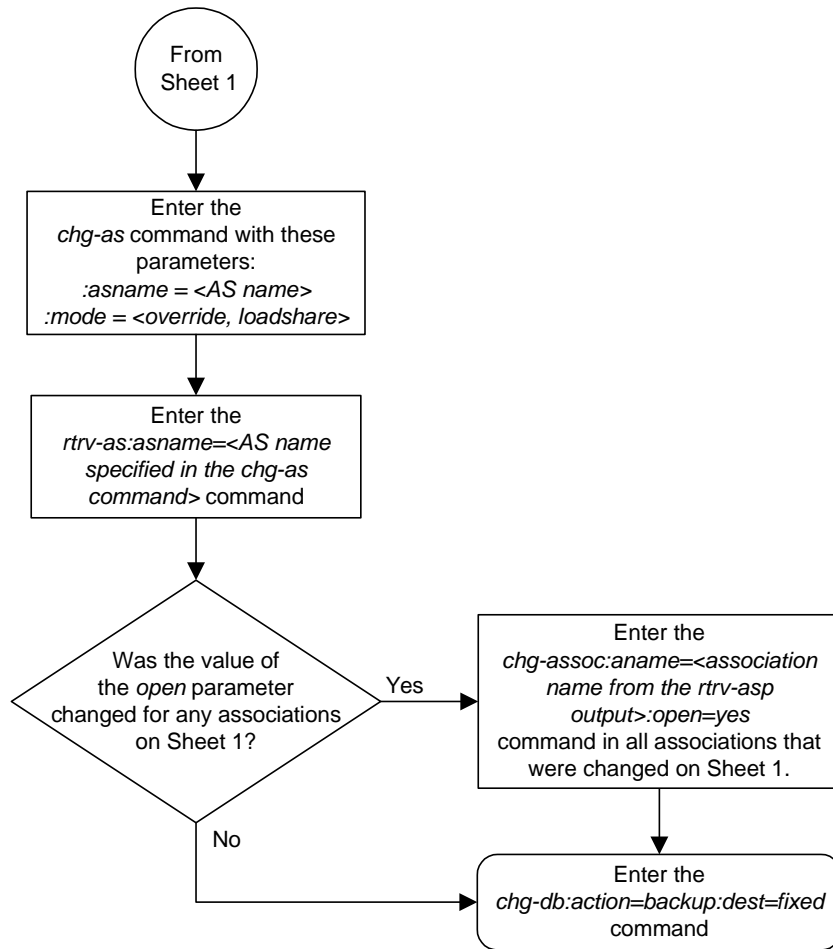 From
Sheet 1
Enter the
chg-as command with these
parameters:
:asname = <AS name>
:mode = <override, loadshare>
Enter the
rtrv-as:asname=<AS name
specified in the chg-as
command> command
Was the value of
the open parameter
changed for any associations
on Sheet 1?
Yes
Enter the
chg-assoc:aname=<association
name from the rtrv-asp
output>:open=yes
command in all associations that
were changed on Sheet 1.
No
Enter the
chg-db:action=backup:dest=fixed
command